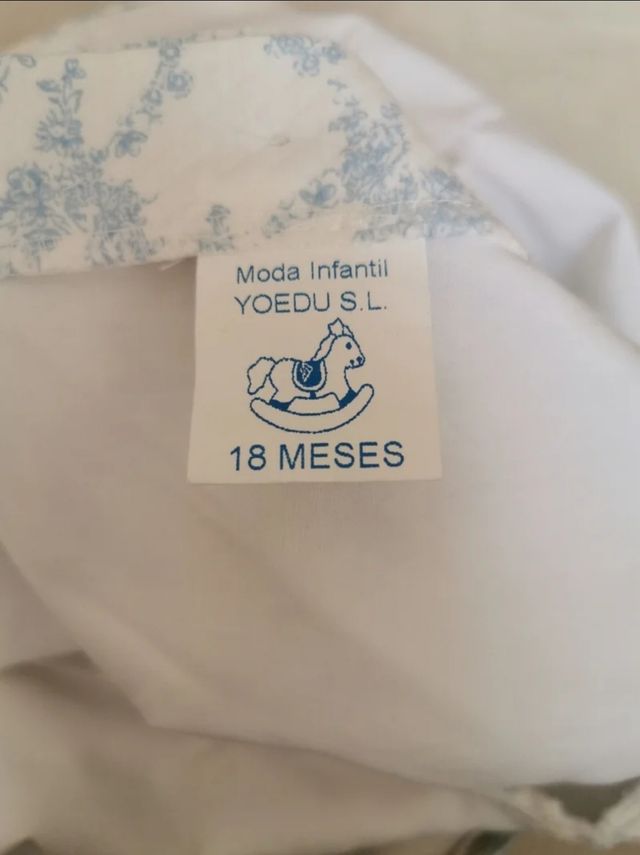 Moda Infantil
YOEDU S.L.
18 MESES